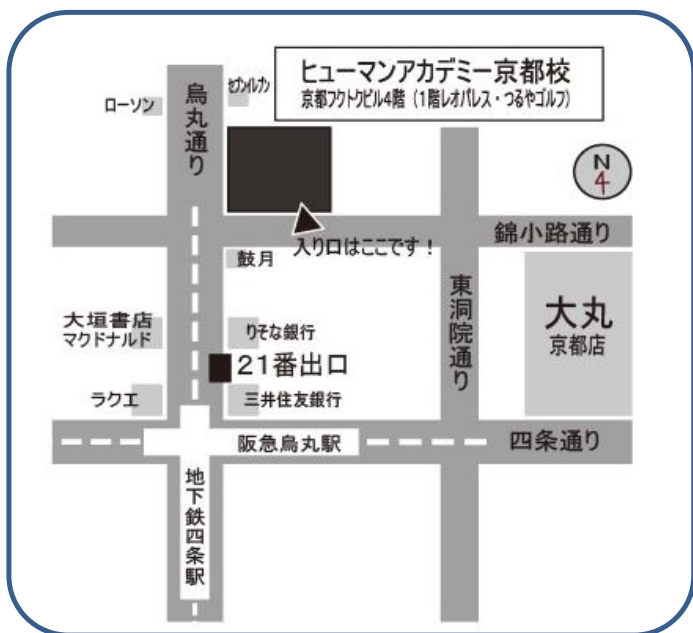 ヒューマンアカデミー京都校
京都フクトクビル4階（1階レオパレス・つるやゴルフ）
セブンイレブン
ローソン
烏丸通り
N
入り口はここです！
錦小路通り
鼓月
東洞院通り
大丸
京都店
大垣書店
マクドナルド
りそな銀行
21番出口
ラクエ
三井住友銀行
阪急烏丸駅
四条通り
地下鉄四条駅